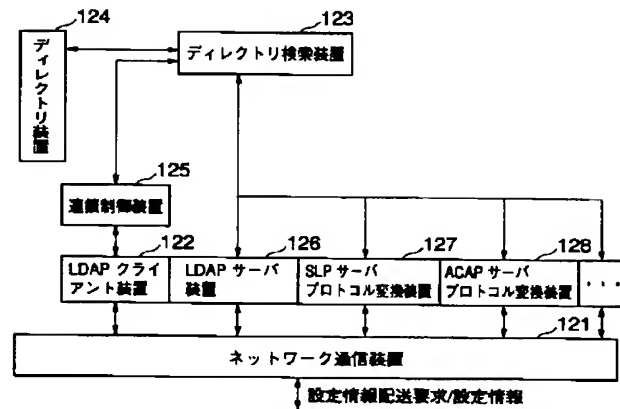 124
123
ディレクトリ装置
ディレクトリ検索装置
125
連鎖制御装置
122
126
127
128
LDAP クライ
アント装置
LDAP サーバ
装置
SLP サーバ
プロトコル変換装置
ACAP サーバ
プロトコル変換装置
・・・
121
ネットワーク通信装置
設定情報配送要求/設定情報